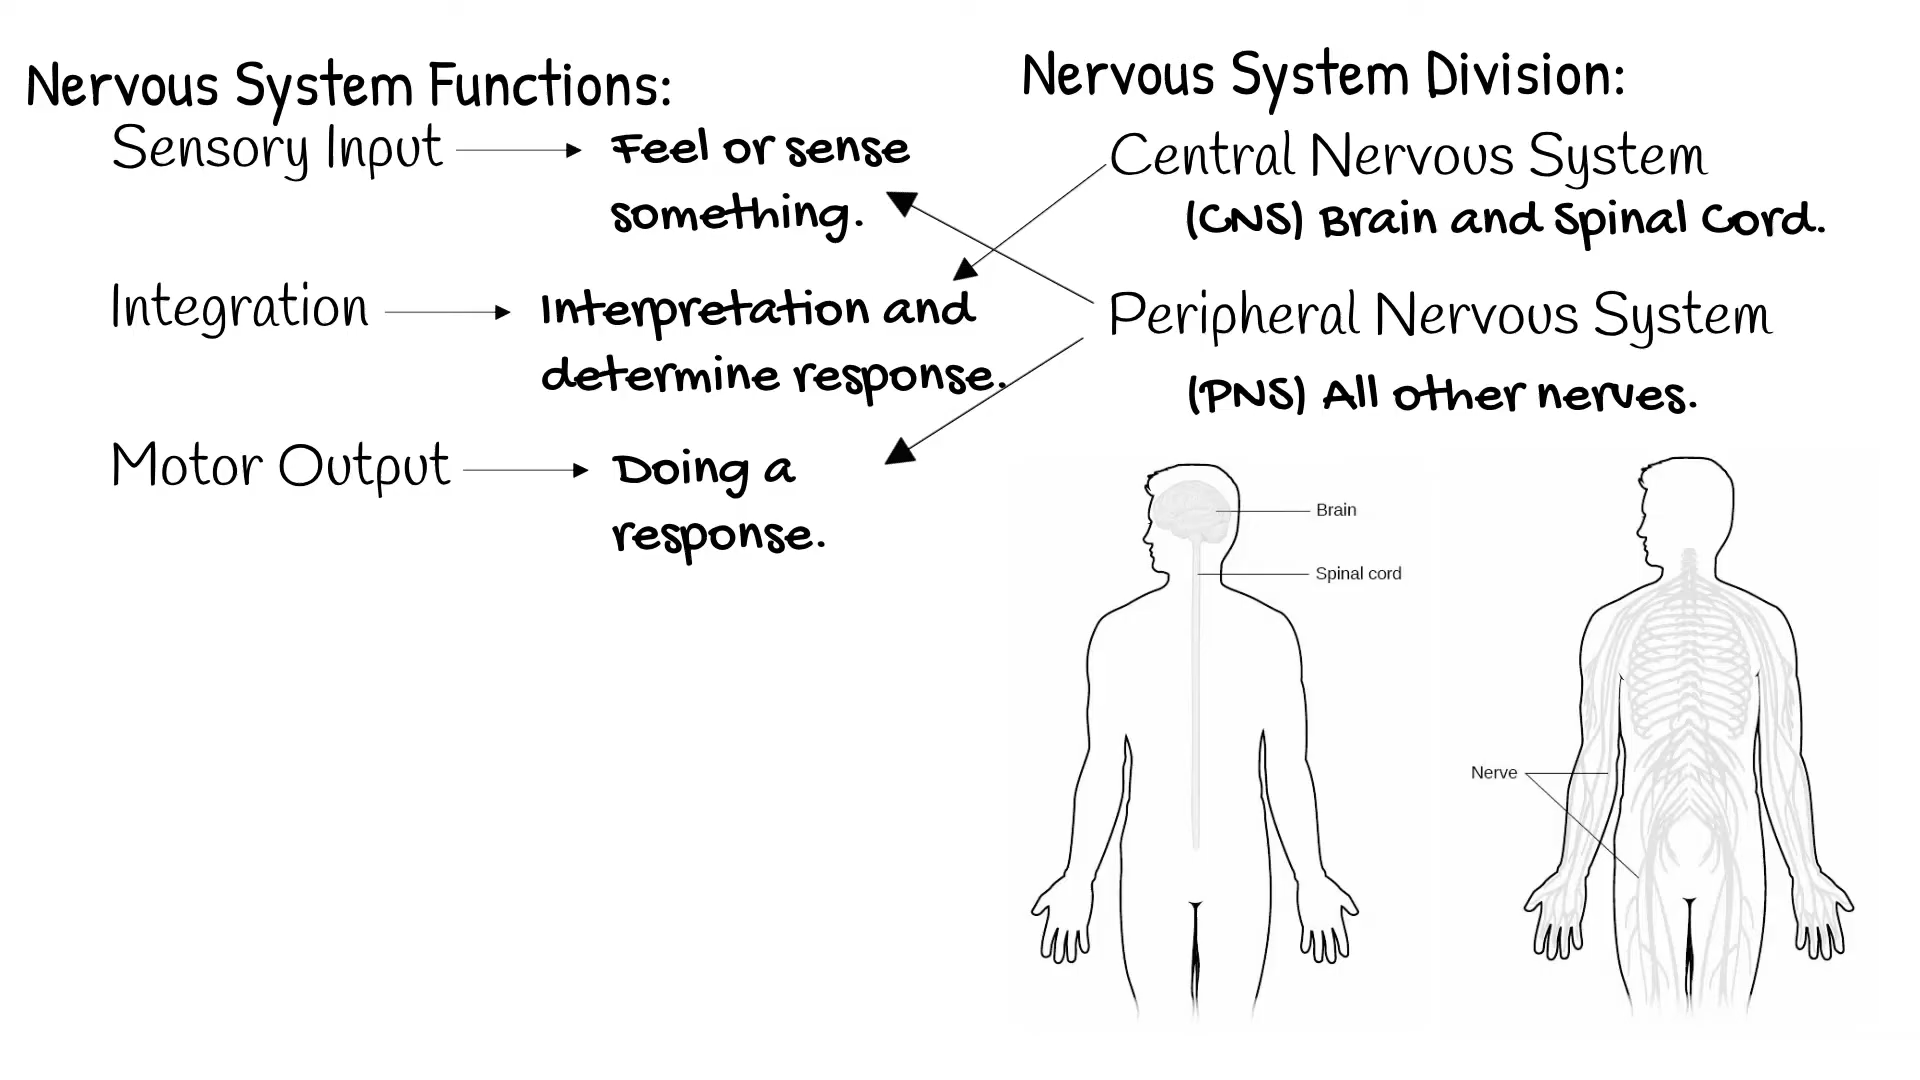 Nervous System Functions:
Sensory Input
Feel or sense
something.
Integration
Interpretation and
determine response.
Motor Output
Doing a
response.
Nervous System Division:
Central Nervous System
(CNS) Brain and Spinal Cord.
Peripheral Nervous System
(PNS) All other nerves.
Brain
Spinal cord
Nerve